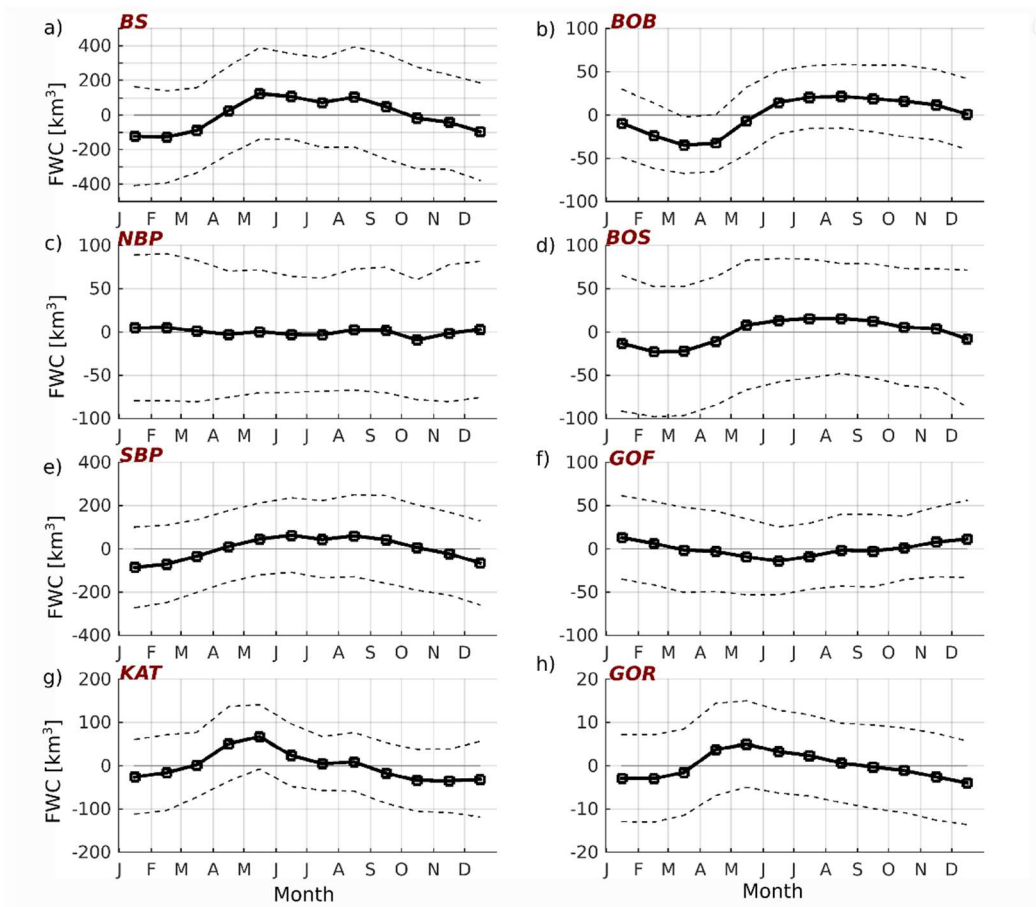 a) BS
FWC [km³]
400
200
0
-200
-400
J F M A M J J A S O N D
b) BOB
100
50
0
-50
-100
J F M A M J J A S O N D
c) NBP
FWC [km³]
100
50
0
-50
-100
J F M A M J J A S O N D
d) BOS
100
50
0
-50
-100
J F M A M J J A S O N D
e) SBP
FWC [km³]
400
200
0
-200
-400
J F M A M J J A S O N D
f) GOF
100
50
0
-50
-100
J F M A M J J A S O N D
g) KAT
FWC [km³]
200
100
0
-100
-200
J F M A M J J A S O N D
Month
h) GOR
20
10
0
-10
-20
J F M A M J J A S O N D
Month